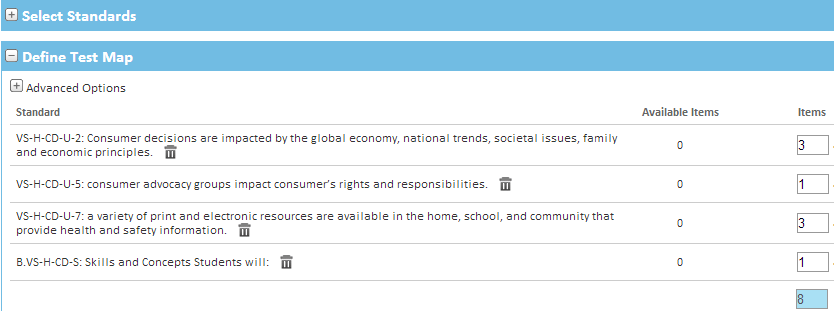 Select Standards
Define Test Map
Advanced Options
Standard Available Items Items
VS-H-CD-U-2: Consumer decisions are impacted by the global economy, national trends, societal issues, family
and economic principles. 0 3
VS-H-CD-U-5: consumer advocacy groups impact consumer's rights and responsibilities. 0 1
VS-H-CD-U-7: a variety of print and electronic resources are available in the home, school, and community that
provide health and safety information. 0 3
B.VS-H-CD-S: Skills and Concepts Students will: 0 1
8